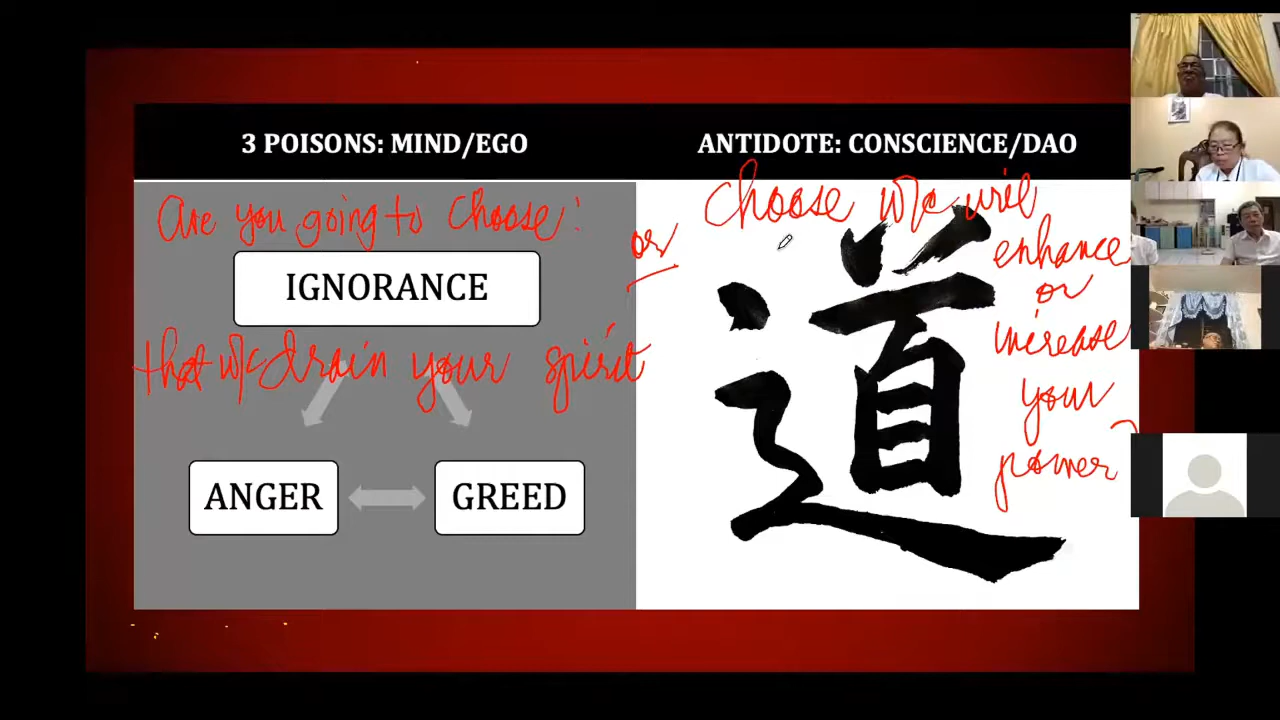 3 POISONS: MIND/EGO
Are you going to choose:
IGNORANCE
that w/c drain your spirit
ANGER
GREED
or
ANTIDOTE: CONSCIENCE/DAO
choose w/c will
enhance
or
increase
your
power?
道